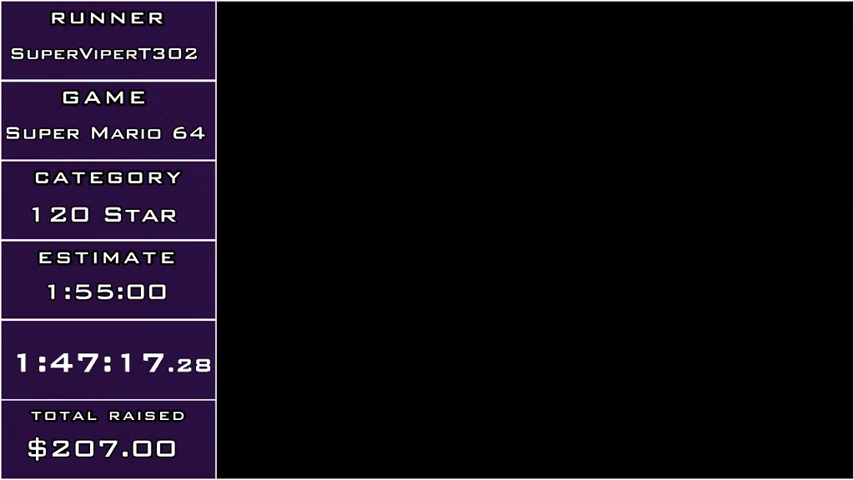 RUNNER
SuperViperT302
GAME
Super Mario 64
CATEGORY
120 Star
ESTIMATE
1:55:00
1:47:17.28
TOTAL RAISED
$207.00